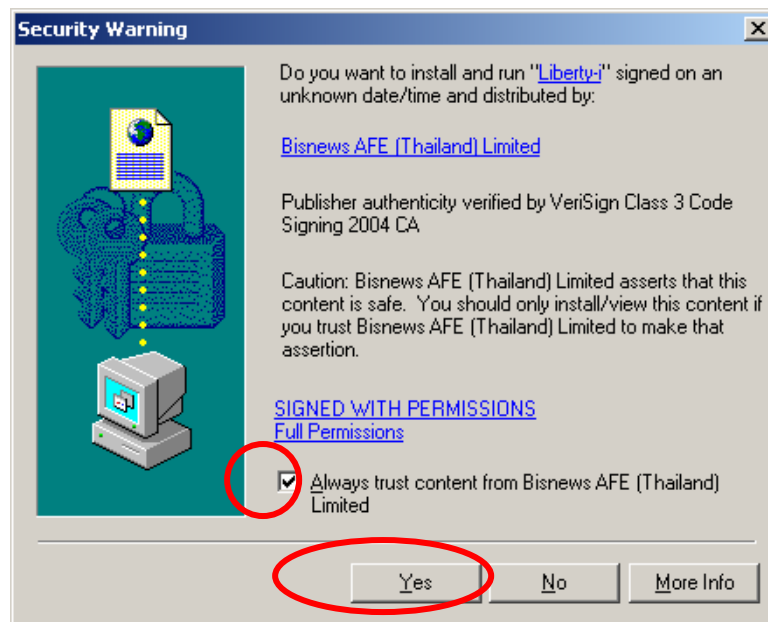 Security Warning
Do you want to install and run "Liberty-i" signed on an
unknown date/time and distributed by:
Bisnews AFE (Thailand) Limited
Publisher authenticity verified by VeriSign Class 3 Code
Signing 2004 CA
Caution: Bisnews AFE (Thailand) Limited asserts that this
content is safe.  You should only install/view this content if
you trust Bisnews AFE (Thailand) Limited to make that
assertion.
SIGNED WITH PERMISSIONS
Full Permissions
Always trust content from Bisnews AFE (Thailand)
Limited
Yes No More Info